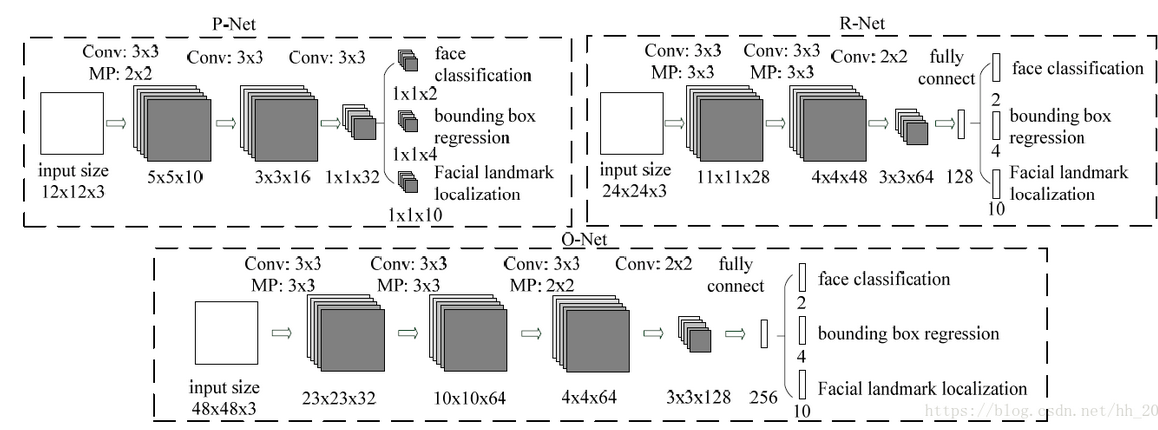 P-Net
Conv: 3x3
MP: 2x2
Conv: 3x3
Conv: 3x3
face
classification
1x1x2
bounding box
regression
1x1x4
Facial landmark
localization
1x1x10
input size
12x12x3
5x5x10
3x3x16
1x1x32
R-Net
Conv: 3x3
MP: 3x3
Conv: 3x3
MP: 3x3
Conv: 2x2
fully
connect
face classification
2
bounding box
regression
4
Facial landmark
localization
10
input size
24x24x3
11x11x28
4x4x48
3x3x64
128
O-Net
Conv: 3x3
MP: 3x3
Conv: 3x3
MP: 3x3
Conv: 3x3
MP: 2x2
Conv: 2x2
fully
connect
face classification
2
bounding box regression
4
Facial landmark localization
10
input size
48x48x3
23x23x32
10x10x64
4x4x64
3x3x128
256
https://blog.csdn.net/hh_20